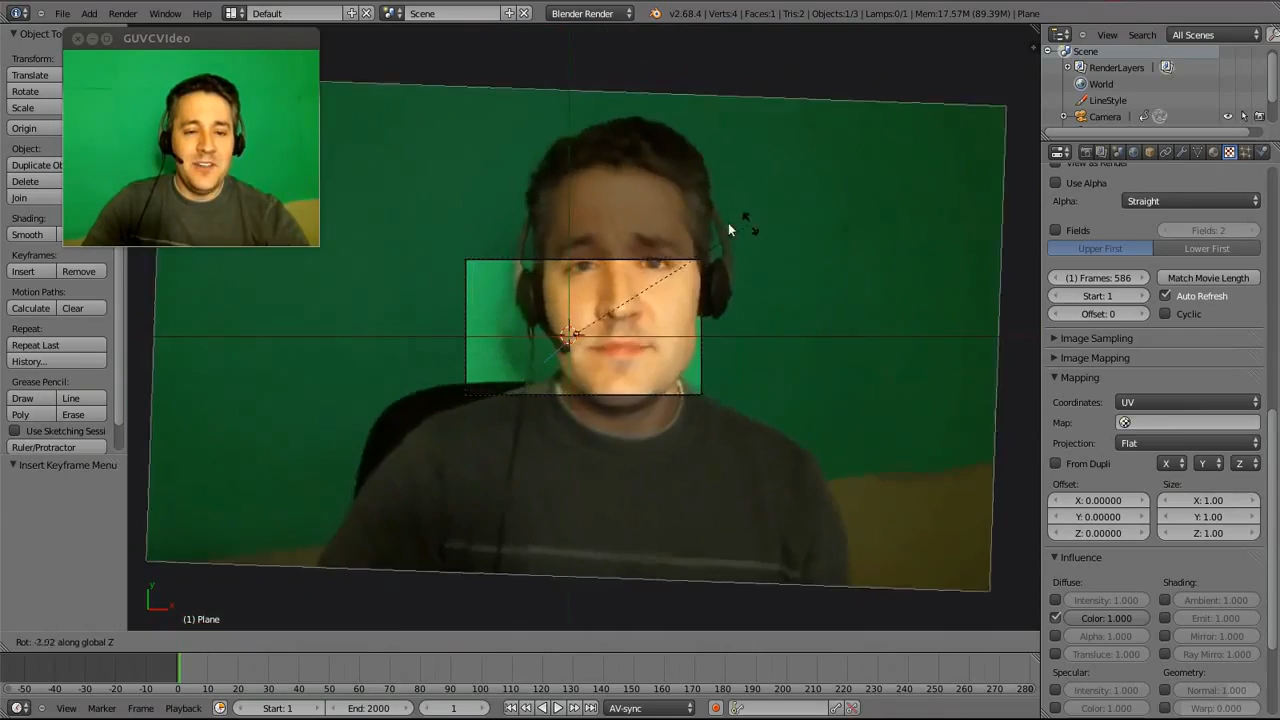 File Add Render Window Help Default Scene Blender Render v2.68.4 | Verts:4 | Faces:1 | Tris:2 | Objects:1/3 | Lamps:0/1 | Mem:17.57M (89.39M) | Plane
GUVCVideo
Object To
Transform:
Translate
Rotate
Scale
Origin
Object:
Duplicate Ob
Delete
Join
Shading:
Smooth
Keyframes:
Insert Remove
Motion Paths:
Calculate Clear
Repeat:
Repeat Last
History...
Grease Pencil:
Draw Line
Poly Erase
Use Sketching Sessi
Ruler/Protractor
Insert Keyframe Menu
y
x
(1) Plane
Rot: -2.92 along global Z
View Search All Scenes
Scene
RenderLayers
World
LineStyle
Camera
View as Render
Use Alpha
Alpha: Straight
Fields Fields: 2
Upper First Lower First
(1) Frames: 586 Match Movie Length
Start: 1 Auto Refresh
Offset: 0 Cyclic
Image Sampling
Image Mapping
Mapping
Coordinates: UV
Map:
Projection: Flat
From Dupli X Y Z
Offset: Size:
X: 0.00000 X: 1.00
Y: 0.00000 Y: 1.00
Z: 0.00000 Z: 1.00
Influence
Diffuse: Shading:
Intensity: 1.000 Ambient: 1.000
Color: 1.000 Emit: 1.000
Alpha: 1.000 Mirror: 1.000
Transluce: 1.000 Ray Mirro: 1.000
Specular: Geometry:
Intensity: 1.000 Normal: 1.000
Color: 1.000 Warp: 0.000
-50 -40 -30 -20 -10 0 10 20 30 40 50 60 70 80 90 100 110 120 130 140 150 160 170 180 190 200 210 220 230 240 250 260 270 280
View Marker Frame Playback Start: 1 End: 2000 1 AV-sync